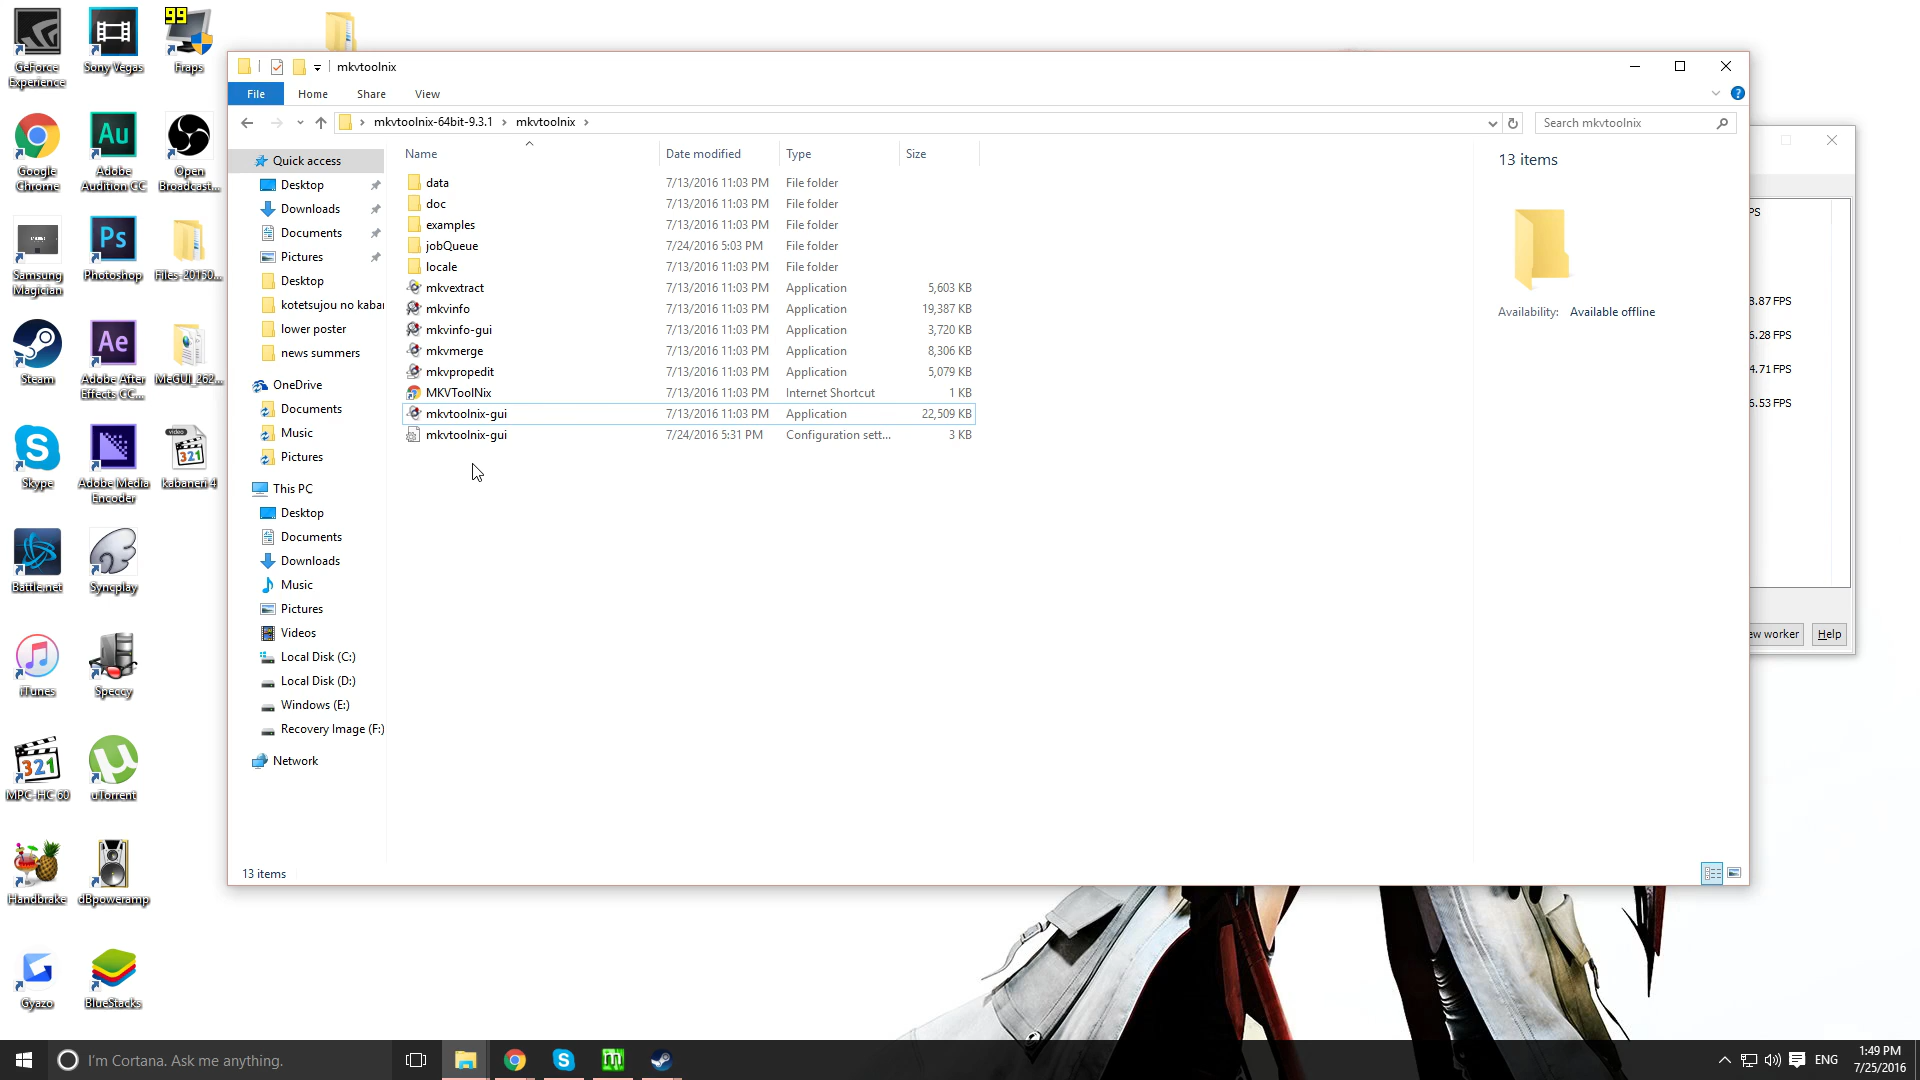 GeForce
Experience
Sony Vegas
99
Fraps
Google
Chrome
Au
Adobe
Audition CC
Open
Broadcast...
Samsung
Magician
Ps
Photoshop
Files-20150...
Steam
Ae
Adobe After
Effects CC...
MeGUI_262...
Skype
Adobe Media
Encoder
video
321
kabaneri 4
Battle.net
Syncplay
iTunes
Speccy
321
MPC-HC 60
uTorrent
Handbrake
dBpoweramp
Gyazo
BlueStacks
mkvtoolnix
File
Home
Share
View
mkvtoolnix-64bit-9.3.1
mkvtoolnix
Search mkvtoolnix
Quick access
Desktop
Downloads
Documents
Pictures
Desktop
kotetsujou no kabar
lower poster
news summers
OneDrive
Documents
Music
Pictures
This PC
Desktop
Documents
Downloads
Music
Pictures
Videos
Local Disk (C:)
Local Disk (D:)
Windows (E:)
Recovery Image (F:)
Network
Name Date modified Type Size
data 7/13/2016 11:03 PM File folder
doc 7/13/2016 11:03 PM File folder
examples 7/13/2016 11:03 PM File folder
jobQueue 7/24/2016 5:03 PM File folder
locale 7/13/2016 11:03 PM File folder
mkvextract 7/13/2016 11:03 PM Application 5,603 KB
mkvinfo 7/13/2016 11:03 PM Application 19,387 KB
mkvinfo-gui 7/13/2016 11:03 PM Application 3,720 KB
mkvmerge 7/13/2016 11:03 PM Application 8,306 KB
mkvpropedit 7/13/2016 11:03 PM Application 5,079 KB
MKVToolNix 7/13/2016 11:03 PM Internet Shortcut 1 KB
mkvtoolnix-gui 7/13/2016 11:03 PM Application 22,509 KB
mkvtoolnix-gui 7/24/2016 5:31 PM Configuration sett... 3 KB
13 items
Availability: Available offline
13 items
PS
8.87 FPS
6.28 FPS
4.71 FPS
6.53 FPS
ew worker
Help
I'm Cortana. Ask me anything.
ENG
1:49 PM
7/25/2016